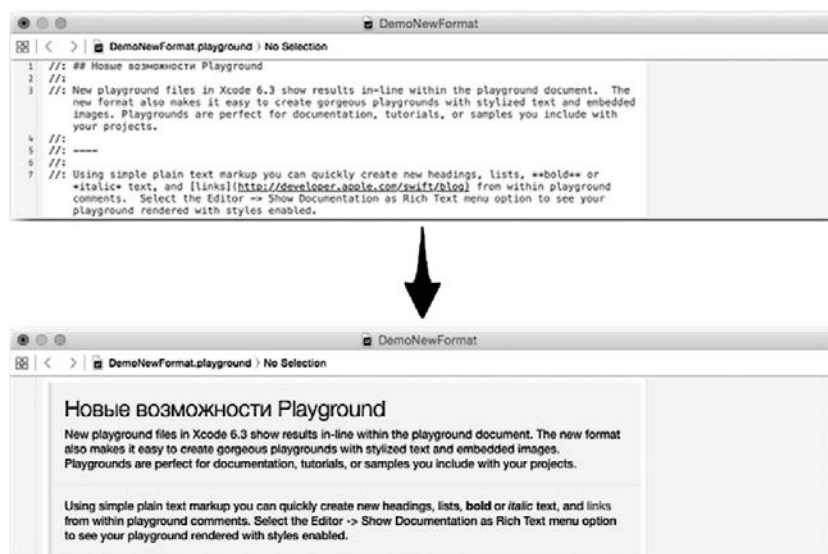 DemoNewFormat
DemoNewFormat.playground 〉 No Selection
1 //: ## Новые возможности Playground
2 //:
3 //: New playground files in Xcode 6.3 show results in-line within the playground document. The
new format also makes it easy to create gorgeous playgrounds with stylized text and embedded
images. Playgrounds are perfect for documentation, tutorials, or samples you include with
your projects.
4 //:
5 //: ----
6 //:
7 //: Using simple plain text markup you can quickly create new headings, lists, **bold** or
*italic* text, and [links](http://developer.apple.com/swift/blog) from within playground
comments. Select the Editor -> Show Documentation as Rich Text menu option to see your
playground rendered with styles enabled.
DemoNewFormat
DemoNewFormat.playground 〉 No Selection
Новые возможности Playground
New playground files in Xcode 6.3 show results in-line within the playground document. The new format
also makes it easy to create gorgeous playgrounds with stylized text and embedded images.
Playgrounds are perfect for documentation, tutorials, or samples you include with your projects.
Using simple plain text markup you can quickly create new headings, lists, bold or italic text, and links
from within playground comments. Select the Editor -> Show Documentation as Rich Text menu option
to see your playground rendered with styles enabled.